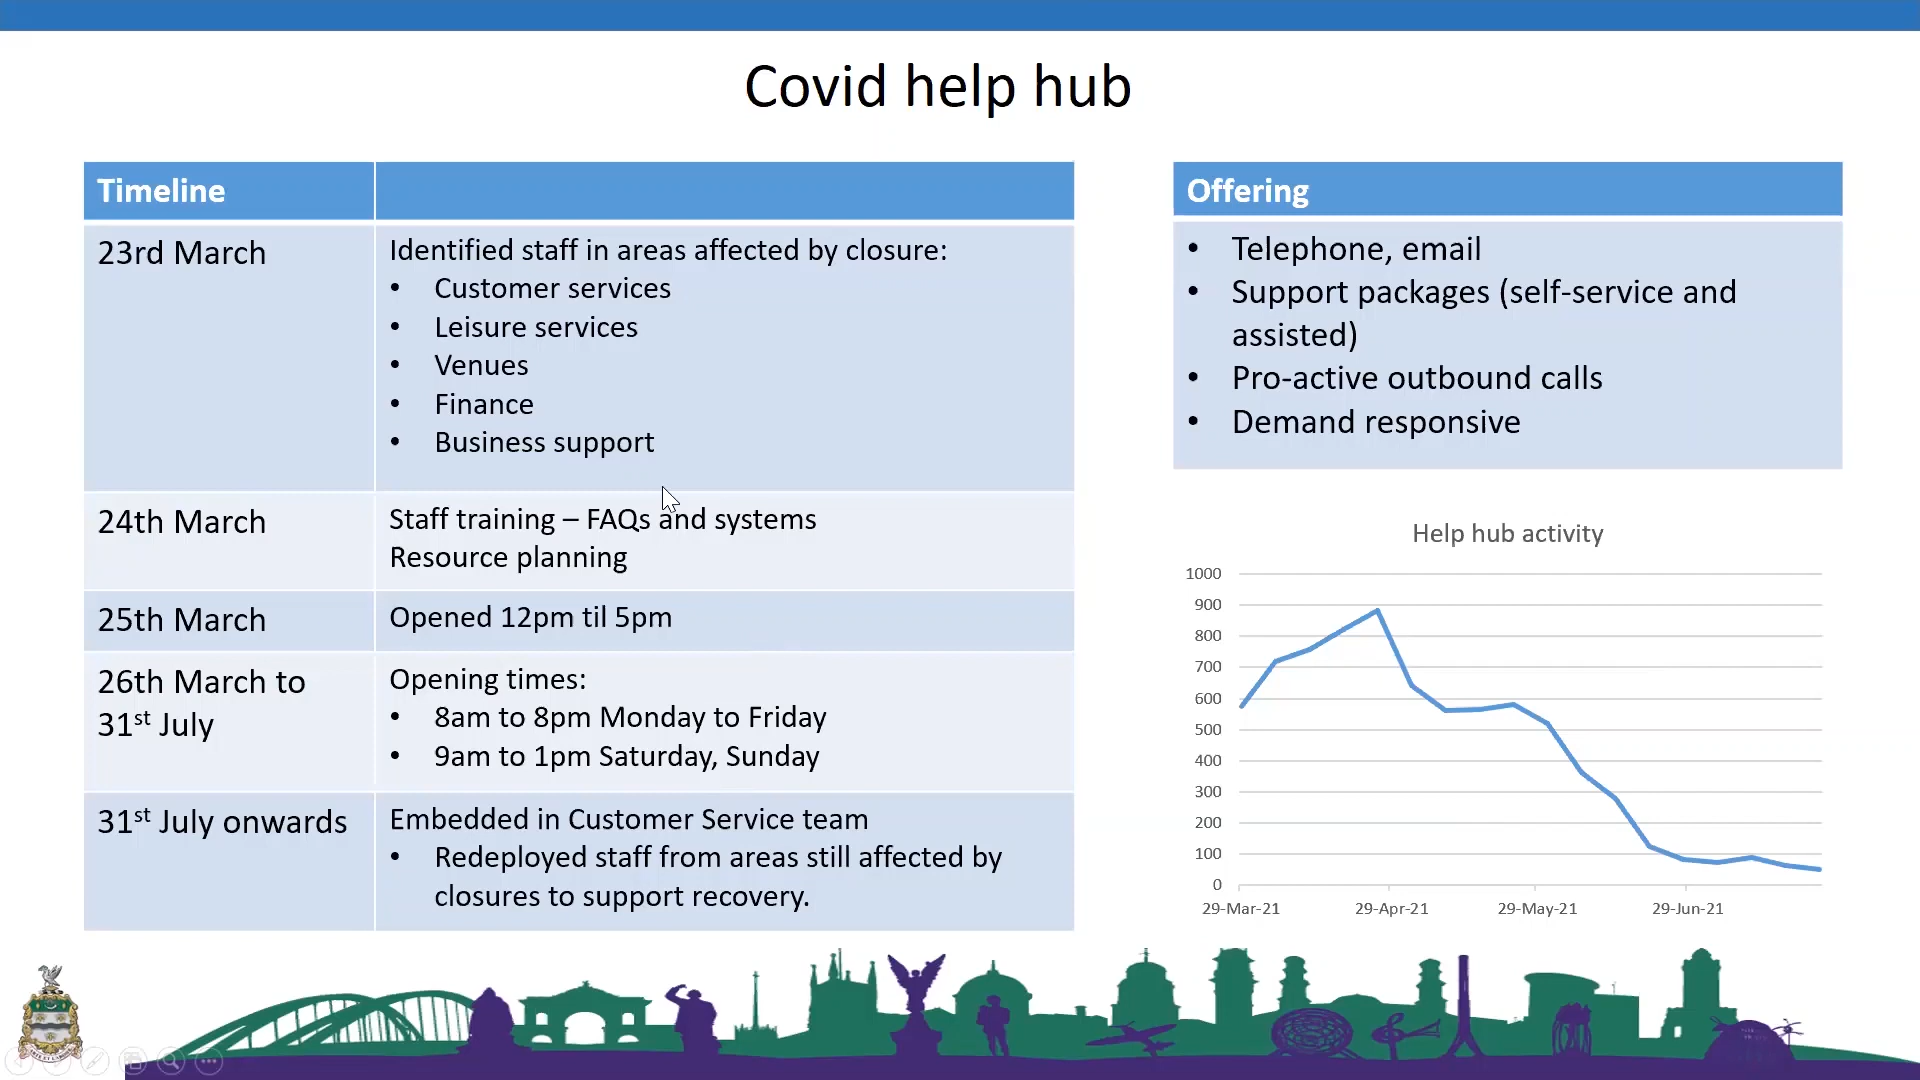 Covid help hub
Timeline
23rd March
Identified staff in areas affected by closure:
• Customer services
• Leisure services
• Venues
• Finance
• Business support
24th March
Staff training – FAQs and systems
Resource planning
25th March
Opened 12pm til 5pm
26th March to
31st July
Opening times:
• 8am to 8pm Monday to Friday
• 9am to 1pm Saturday, Sunday
31st July onwards
Embedded in Customer Service team
• Redeployed staff from areas still affected by
closures to support recovery.
Offering
• Telephone, email
• Support packages (self-service and
assisted)
• Pro-active outbound calls
• Demand responsive
Help hub activity
1000
900
800
700
600
500
400
300
200
100
0
29-Mar-21 29-Apr-21 29-May-21 29-Jun-21